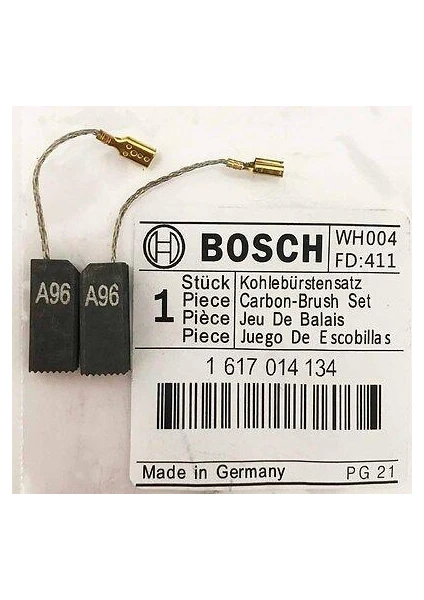 BOSCH
WH004
FD:411
1
Stück Kohlebürstensatz
Piece Carbon-Brush Set
Pièce Jeu De Balais
Piece Juego De Escobillas
1 617 014 134
Made in Germany
PG 21
A96
A96